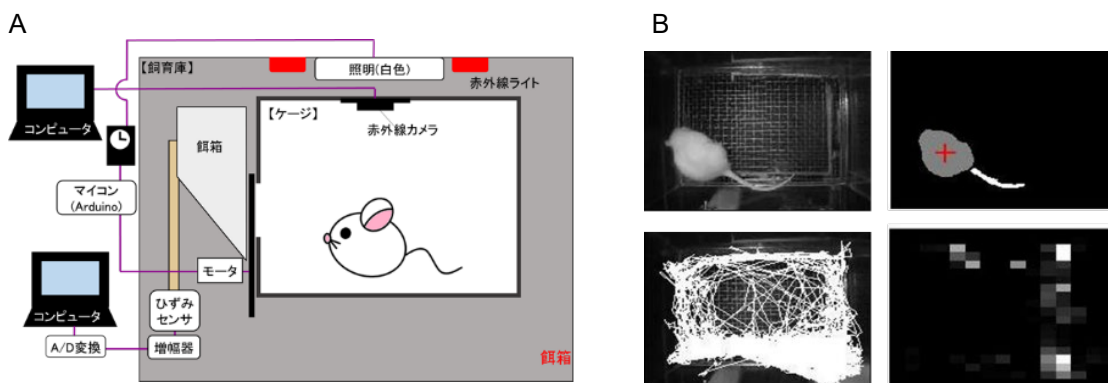 A
B
【飼育庫】
照明(白色)
赤外線ライト
コンピュータ
【ケージ】
赤外線カメラ
餌箱
マイコン
(Arduino)
モータ
コンピュータ
ひずみ
センサ
A/D変換
増幅器
餌箱